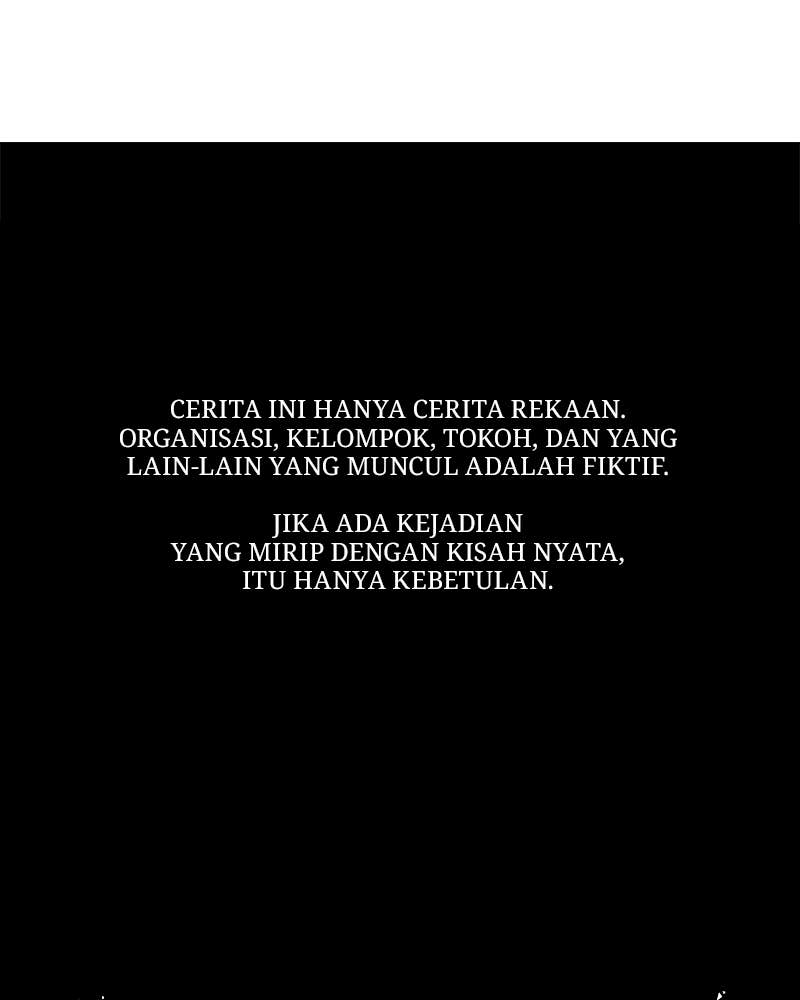 CERITA INI HANYA CERITA REKAAN.
ORGANISASI, KELOMPOK, TOKOH, DAN YANG
LAIN-LAIN YANG MUNCUL ADALAH FIKTIF.
JIKA ADA KEJADIAN
YANG MIRIP DENGAN KISAH NYATA,
ITU HANYA KEBETULAN.